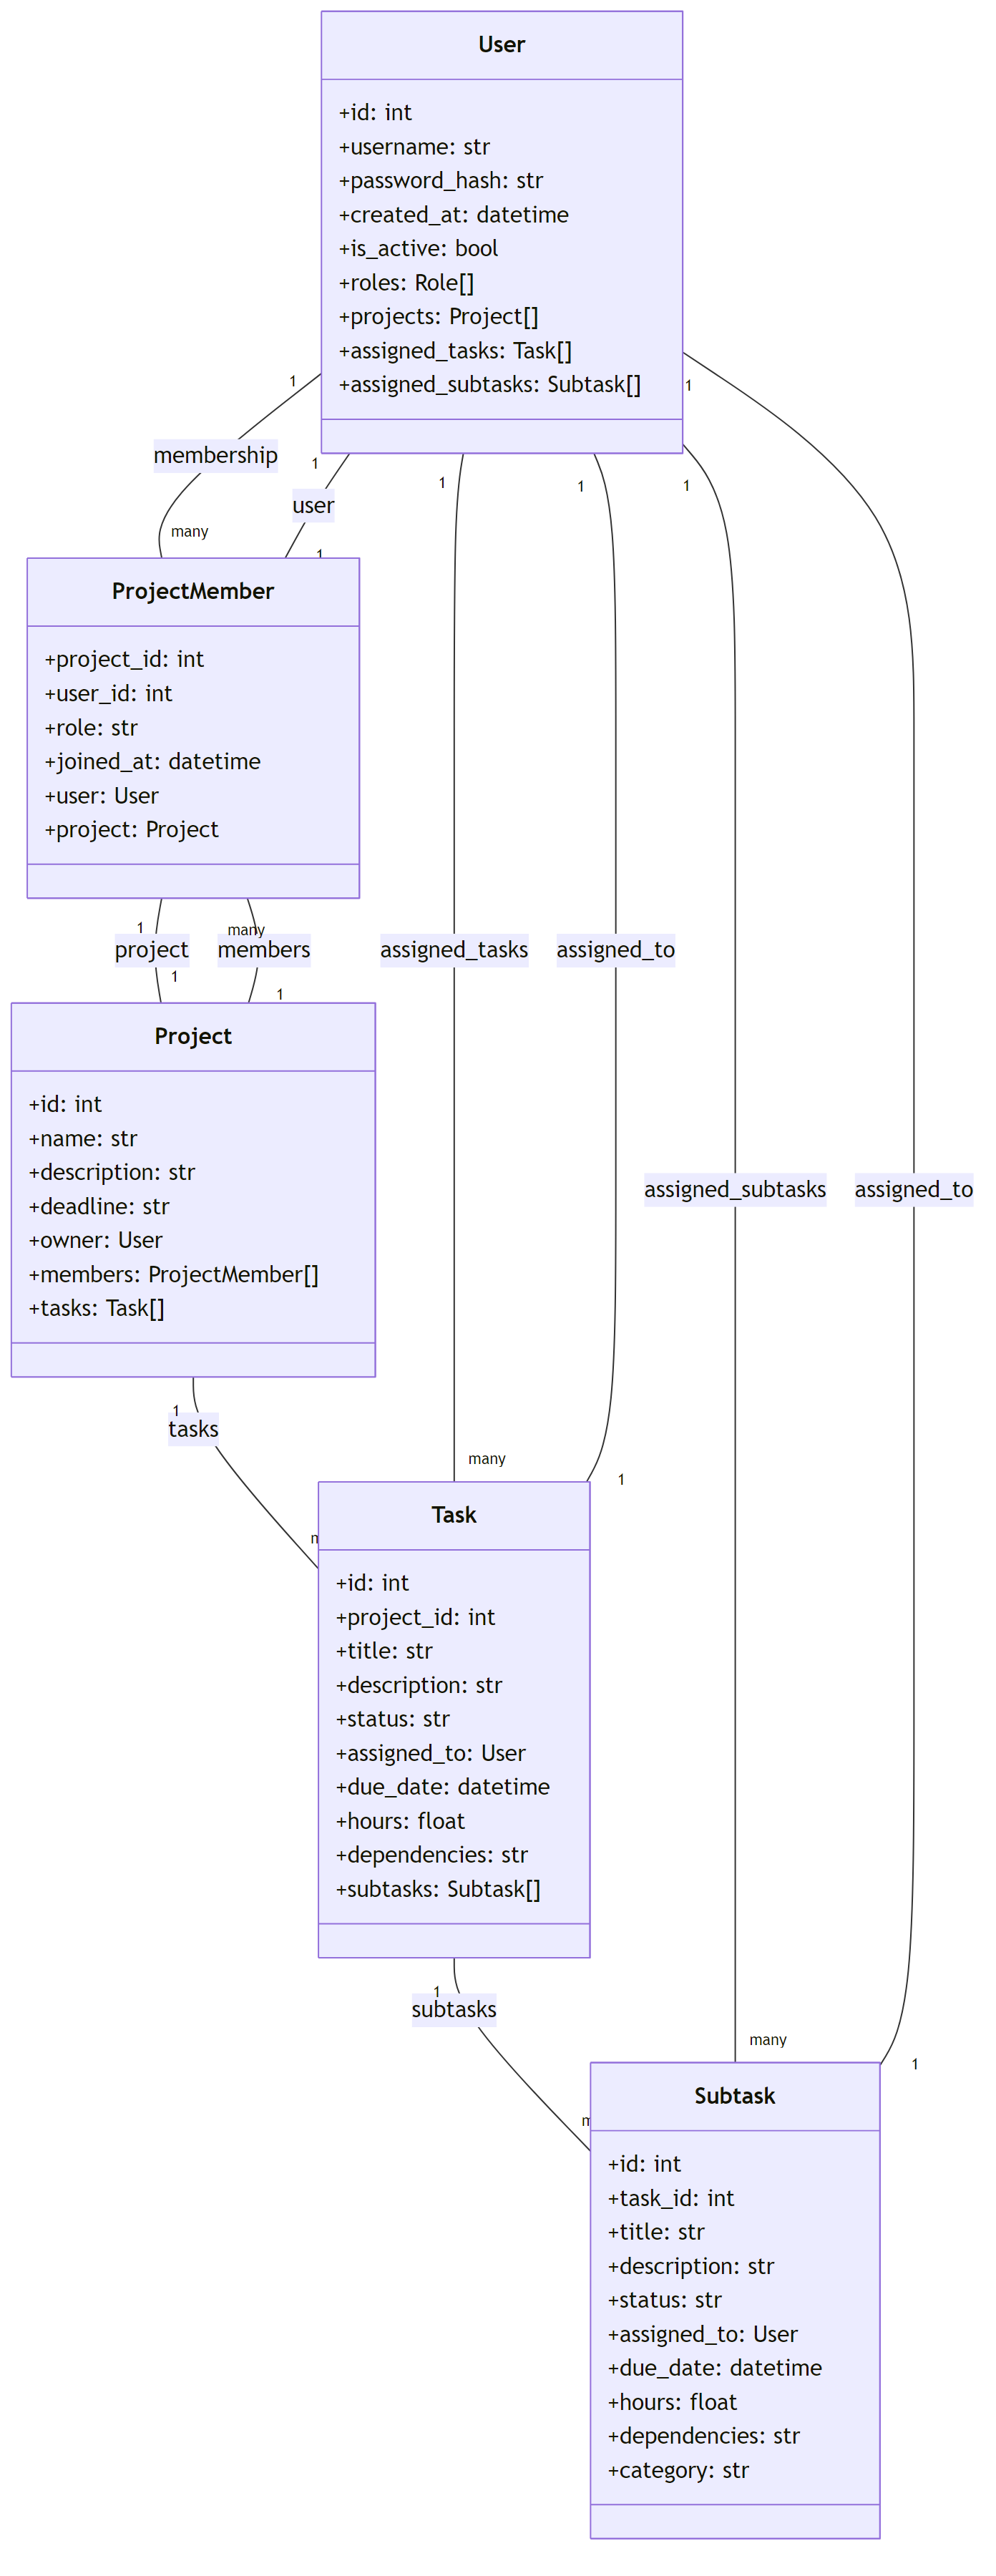 User
+id: int
+username: str
+password_hash: str
+created_at: datetime
+is_active: bool
+roles: Role[]
+projects: Project[]
+assigned_tasks: Task[]
+assigned_subtasks: Subtask[]
1
1
membership
1
1
1
1
user
many
1
ProjectMember
+project_id: int
+user_id: int
+role: str
+joined_at: datetime
+user: User
+project: Project
1
many
project
members
assigned_tasks
assigned_to
1
1
Project
+id: int
+name: str
+description: str
+deadline: str
+owner: User
+members: ProjectMember[]
+tasks: Task[]
assigned_subtasks
assigned_to
1
tasks
many
1
Task
+id: int
+project_id: int
+title: str
+description: str
+status: str
+assigned_to: User
+due_date: datetime
+hours: float
+dependencies: str
+subtasks: Subtask[]
1
subtasks
many
1
Subtask
+id: int
+task_id: int
+title: str
+description: str
+status: str
+assigned_to: User
+due_date: datetime
+hours: float
+dependencies: str
+category: str